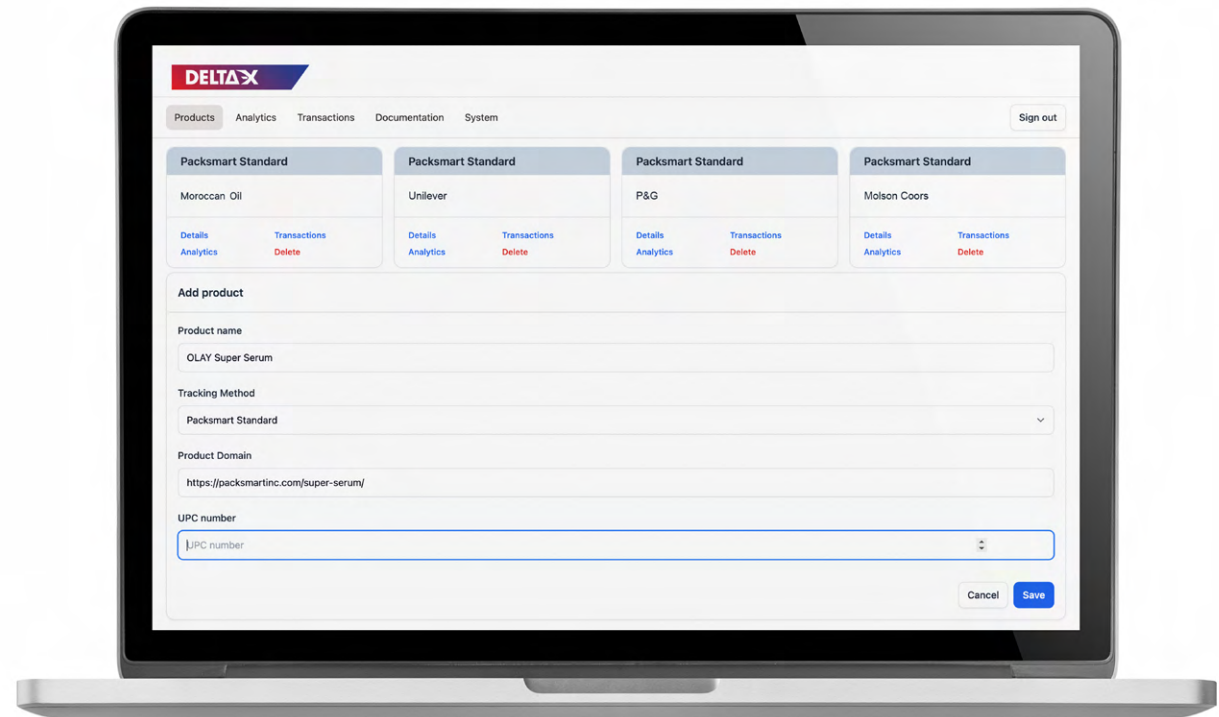 DELTAX
Products Analytics Transactions Documentation System Sign out
Packsmart Standard Packsmart Standard Packsmart Standard Packsmart Standard
Moroccan Oil Unilever P&G Molson Coors
Details Transactions Details Transactions Details Transactions Details Transactions
Analytics Delete Analytics Delete Analytics Delete Analytics Delete
Add product
Product name
OLAY Super Serum
Tracking Method
Packsmart Standard
Product Domain
https://packsmartinc.com/super-serum/
UPC number
UPC number
Cancel Save